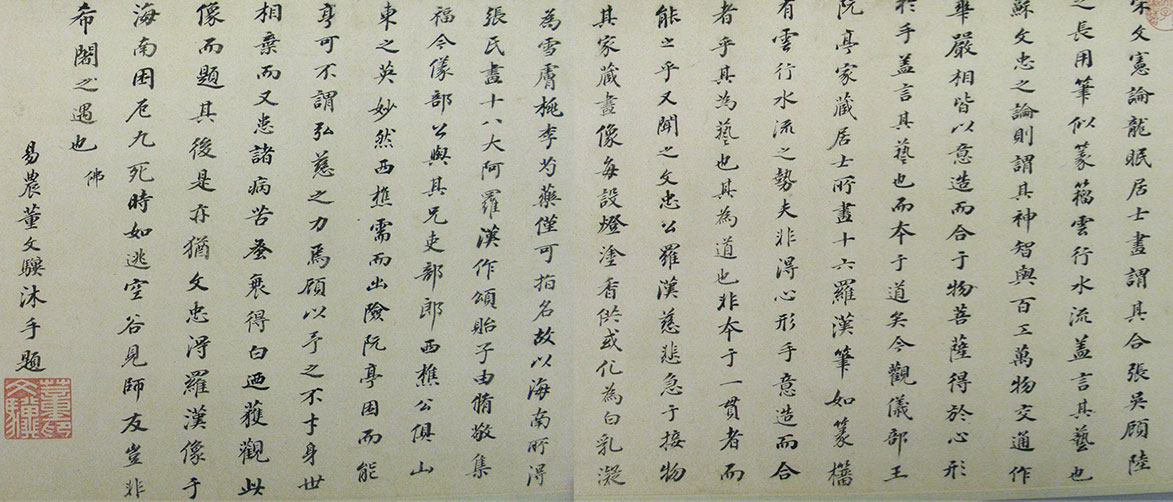 宋文憲論龍眠居士畫謂其合張吳顧陸
之長用筆似篆籀雲行水流盖言其藝也
蘇文忠之論則謂其神智與百工萬物交通作
華嚴相皆以意造而合于物菩薩得於心形
於手盖言其藝也而本于道矣今觀儀部王
阮亭家藏居士所畫十六羅漢筆如篆籀
有雲行水流之勢夫非得心形手意造而合
者乎其為藝也其為道也非本于一貫者而
能之乎又聞之文忠公羅漢慈悲急于接物
其家藏畫像每設燈塗香供或化為白乳凝
為雪膚桃李芍藥僅可指名故以海南所得
張氏畫十八大阿羅漢作頌貽子由脩敬集
福今儀部公與其兄吏部郎西樵公俱山
東之英妙然西樵需而出險阮亭困而能
亨可不謂弘慈之力焉顧以予之不才身世
相棄而又患諸病苦蚤衰得白迺獲觀此
像而題其後是亦猶文忠得羅漢像于
海南困厄九死時如逃空谷見師友豈非
希闊之遇也
佛
易農董文驥沐手題
董文驥印